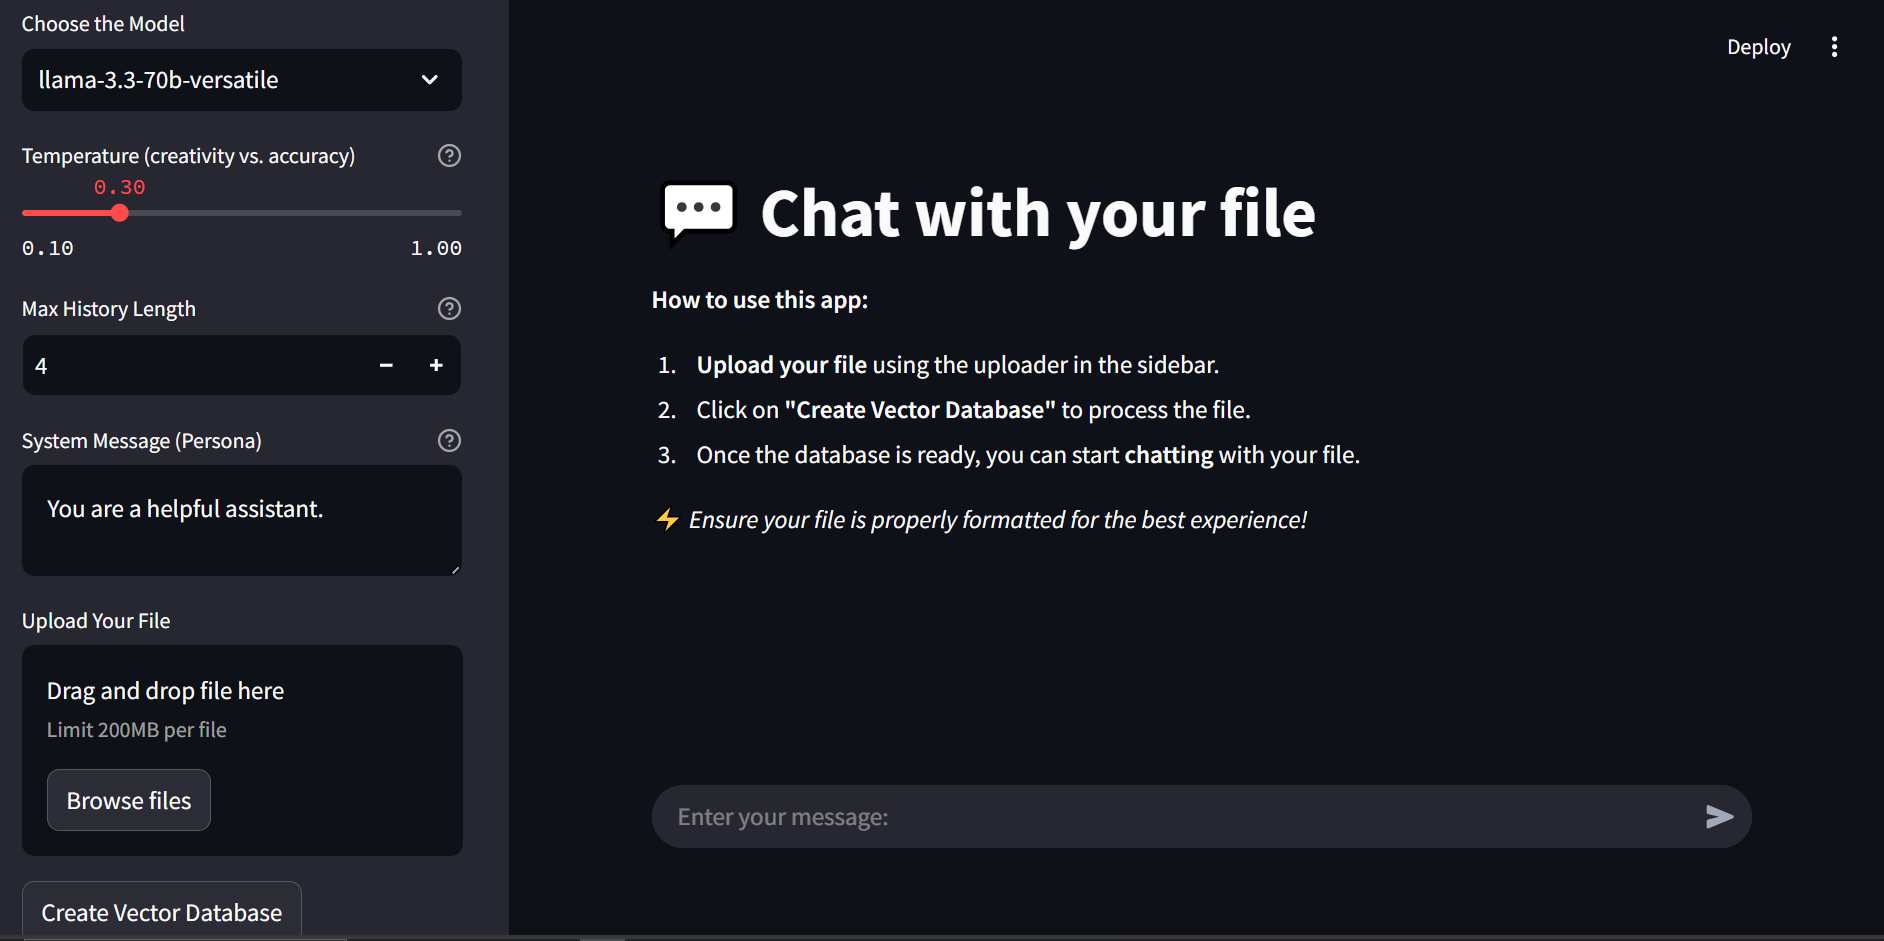 Choose the Model
llama-3.3-70b-versatile
Temperature (creativity vs. accuracy)
0.30
0.10 1.00
Max History Length
4
System Message (Persona)
You are a helpful assistant.
Upload Your File
Drag and drop file here
Limit 200MB per file
Browse files
Create Vector Database
Deploy
Chat with your file
How to use this app:
1. Upload your file using the uploader in the sidebar.
2. Click on "Create Vector Database" to process the file.
3. Once the database is ready, you can start chatting with your file.
⚡ Ensure your file is properly formatted for the best experience!
Enter your message: